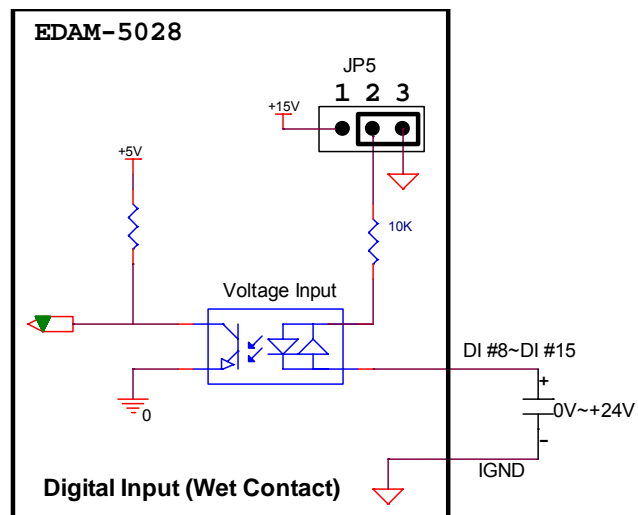 EDAM-5028
JP5
1 2 3
+15V
+5V
10K
Voltage Input
DI #8~DI #15
+
0V~+24V
-
0
IGND
Digital Input (Wet Contact)